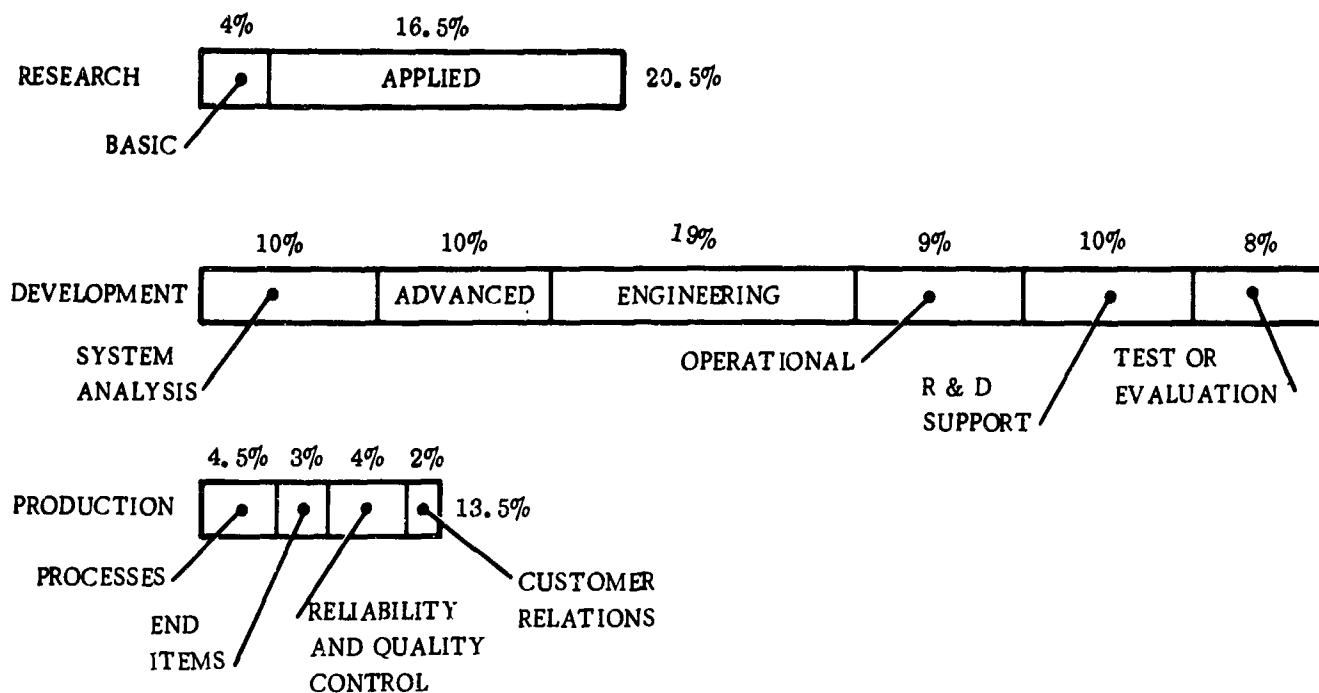 4% 16.5%
RESEARCH APPLIED 20.5%
BASIC
10% 10% 19% 9% 10% 8%
DEVELOPMENT ADVANCED ENGINEERING
SYSTEM
ANALYSIS
OPERATIONAL
R & D
SUPPORT
TEST OR
EVALUATION
4.5% 3% 4% 2%
PRODUCTION 13.5%
PROCESSES
END
ITEMS
RELIABILITY
AND QUALITY
CONTROL
CUSTOMER
RELATIONS